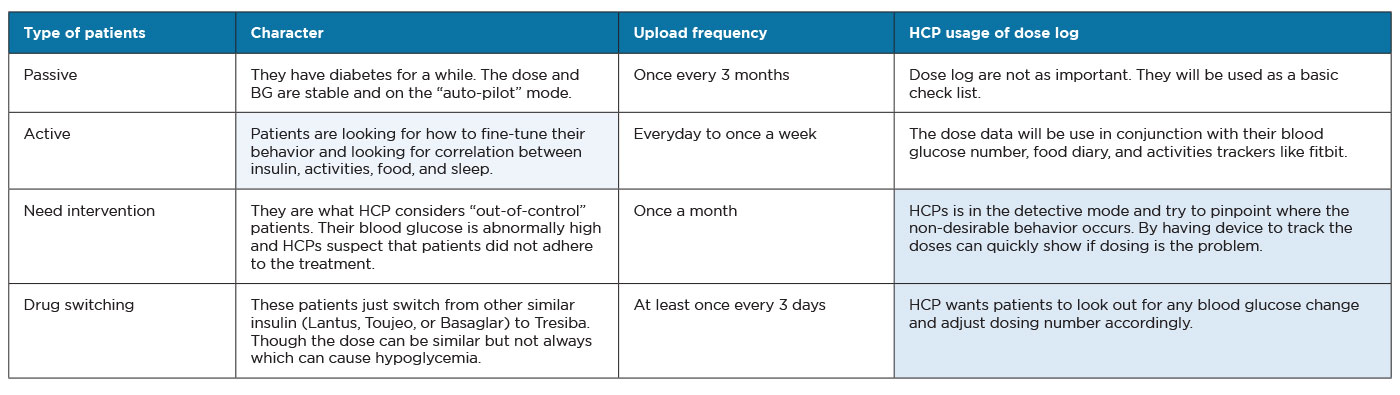 Type of patients
Character
Upload frequency
HCP usage of dose log
Passive
They have diabetes for a while. The dose and
BG are stable and on the “auto-pilot” mode.
Once every 3 months
Dose log are not as important. They will be used as a basic
check list.
Active
Patients are looking for how to fine-tune their
behavior and looking for correlation between
insulin, activities, food, and sleep.
Everyday to once a week
The dose data will be use in conjunction with their blood
glucose number, food diary, and activities trackers like fitbit.
Need intervention
They are what HCP considers “out-of-control”
patients. Their blood glucose is abnormally high
and HCPs suspect that patients did not adhere
to the treatment.
Once a month
HCPs is in the detective mode and try to pinpoint where the
non-desirable behavior occurs. By having device to track the
doses can quickly show if dosing is the problem.
Drug switching
These patients just switch from other similar
insulin (Lantus, Toujeo, or Basaglar) to Tresiba.
Though the dose can be similar but not always
which can cause hypoglycemia.
At least once every 3 days
HCP wants patients to look out for any blood glucose change
and adjust dosing number accordingly.